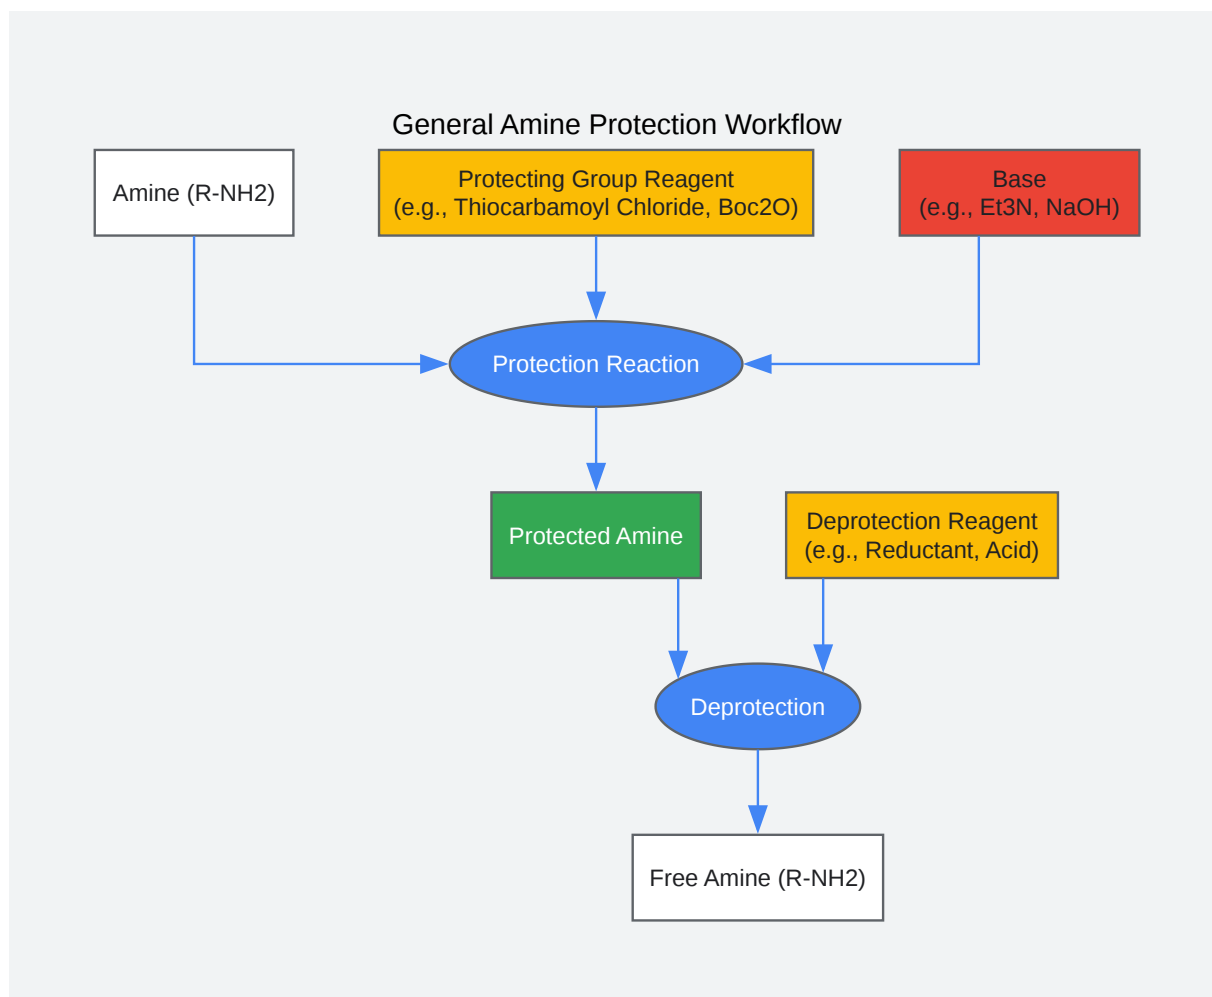 General Amine Protection Workflow
Amine (R-NH2)
Protecting Group Reagent
(e.g., Thiocarbamoyl Chloride, Boc2O)
Base
(e.g., Et3N, NaOH)
Protection Reaction
Protected Amine
Deprotection Reagent
(e.g., Reductant, Acid)
Deprotection
Free Amine (R-NH2)